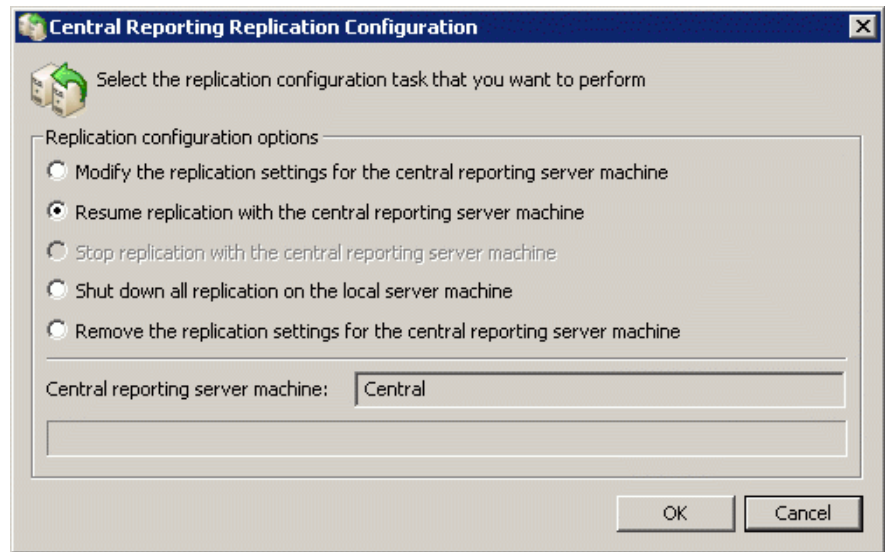 Central Reporting Replication Configuration
Select the replication configuration task that you want to perform
Replication configuration options
Modify the replication settings for the central reporting server machine
Resume replication with the central reporting server machine
Stop replication with the central reporting server machine
Shut down all replication on the local server machine
Remove the replication settings for the central reporting server machine
Central reporting server machine: Central
OK Cancel